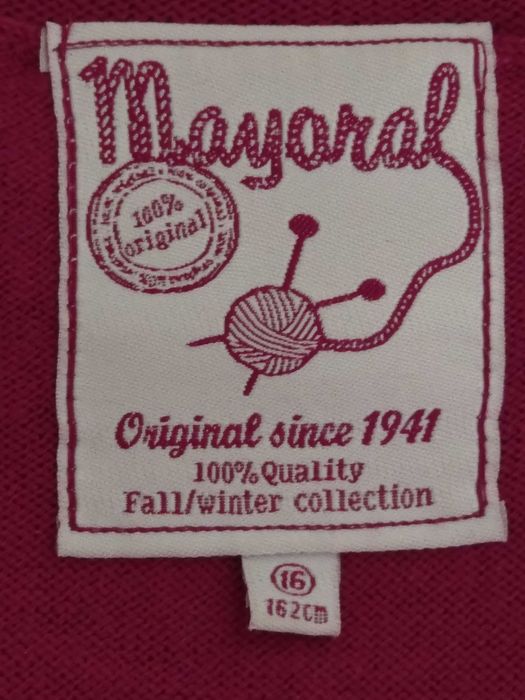 Mayoral
100%
original
Original since 1941
100%Quality
Fall/winter collection
16
162cm